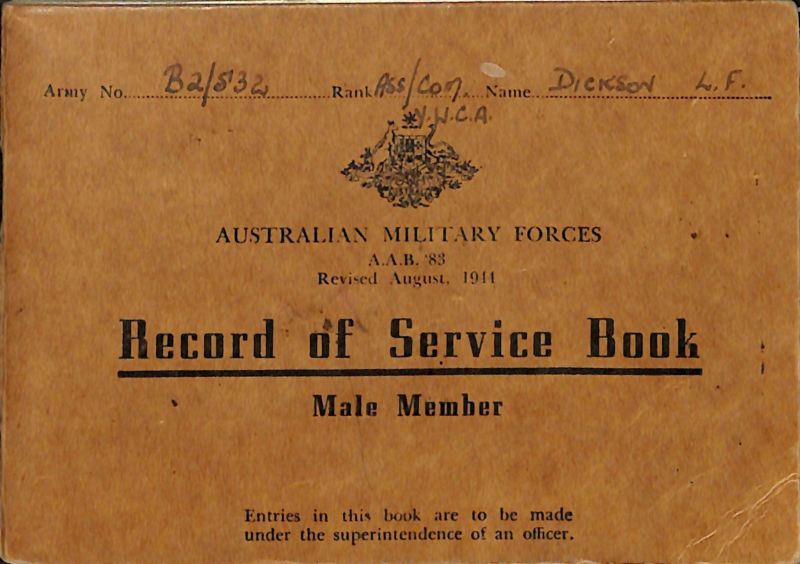 Army No. B2/532 Rank Ass/Com. Name DICKSON L.F.
Y.W.C.A.
AUSTRALIAN MILITARY FORCES
A.A.B. 83
Revised August, 1944
Record of Service Book
Male Member
Entries in this book are to be made
under the superintendence of an officer.